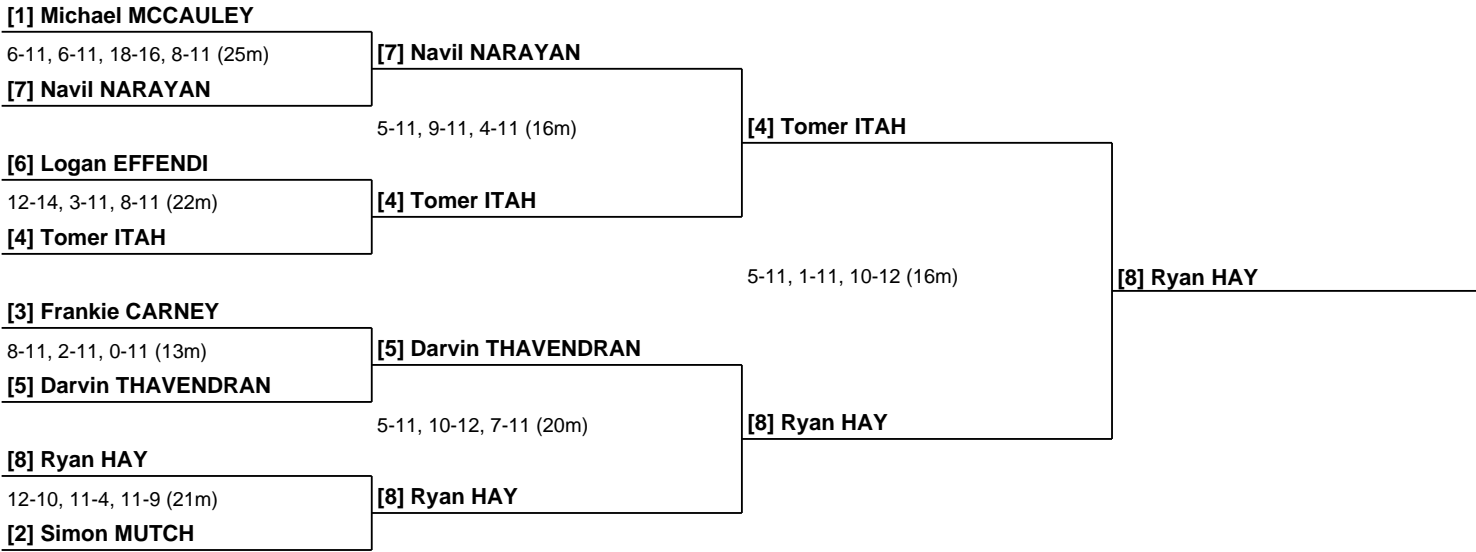 [1] Michael MCCAULEY
6-11, 6-11, 18-16, 8-11 (25m)
[7] Navil NARAYAN
[7] Navil NARAYAN
5-11, 9-11, 4-11 (16m)
[4] Tomer ITAH
[6] Logan EFFENDI
12-14, 3-11, 8-11 (22m)
[4] Tomer ITAH
[4] Tomer ITAH
5-11, 1-11, 10-12 (16m)
[8] Ryan HAY
[3] Frankie CARNEY
8-11, 2-11, 0-11 (13m)
[5] Darvin THAVENDRAN
[5] Darvin THAVENDRAN
5-11, 10-12, 7-11 (20m)
[8] Ryan HAY
[8] Ryan HAY
12-10, 11-4, 11-9 (21m)
[8] Ryan HAY
[2] Simon MUTCH